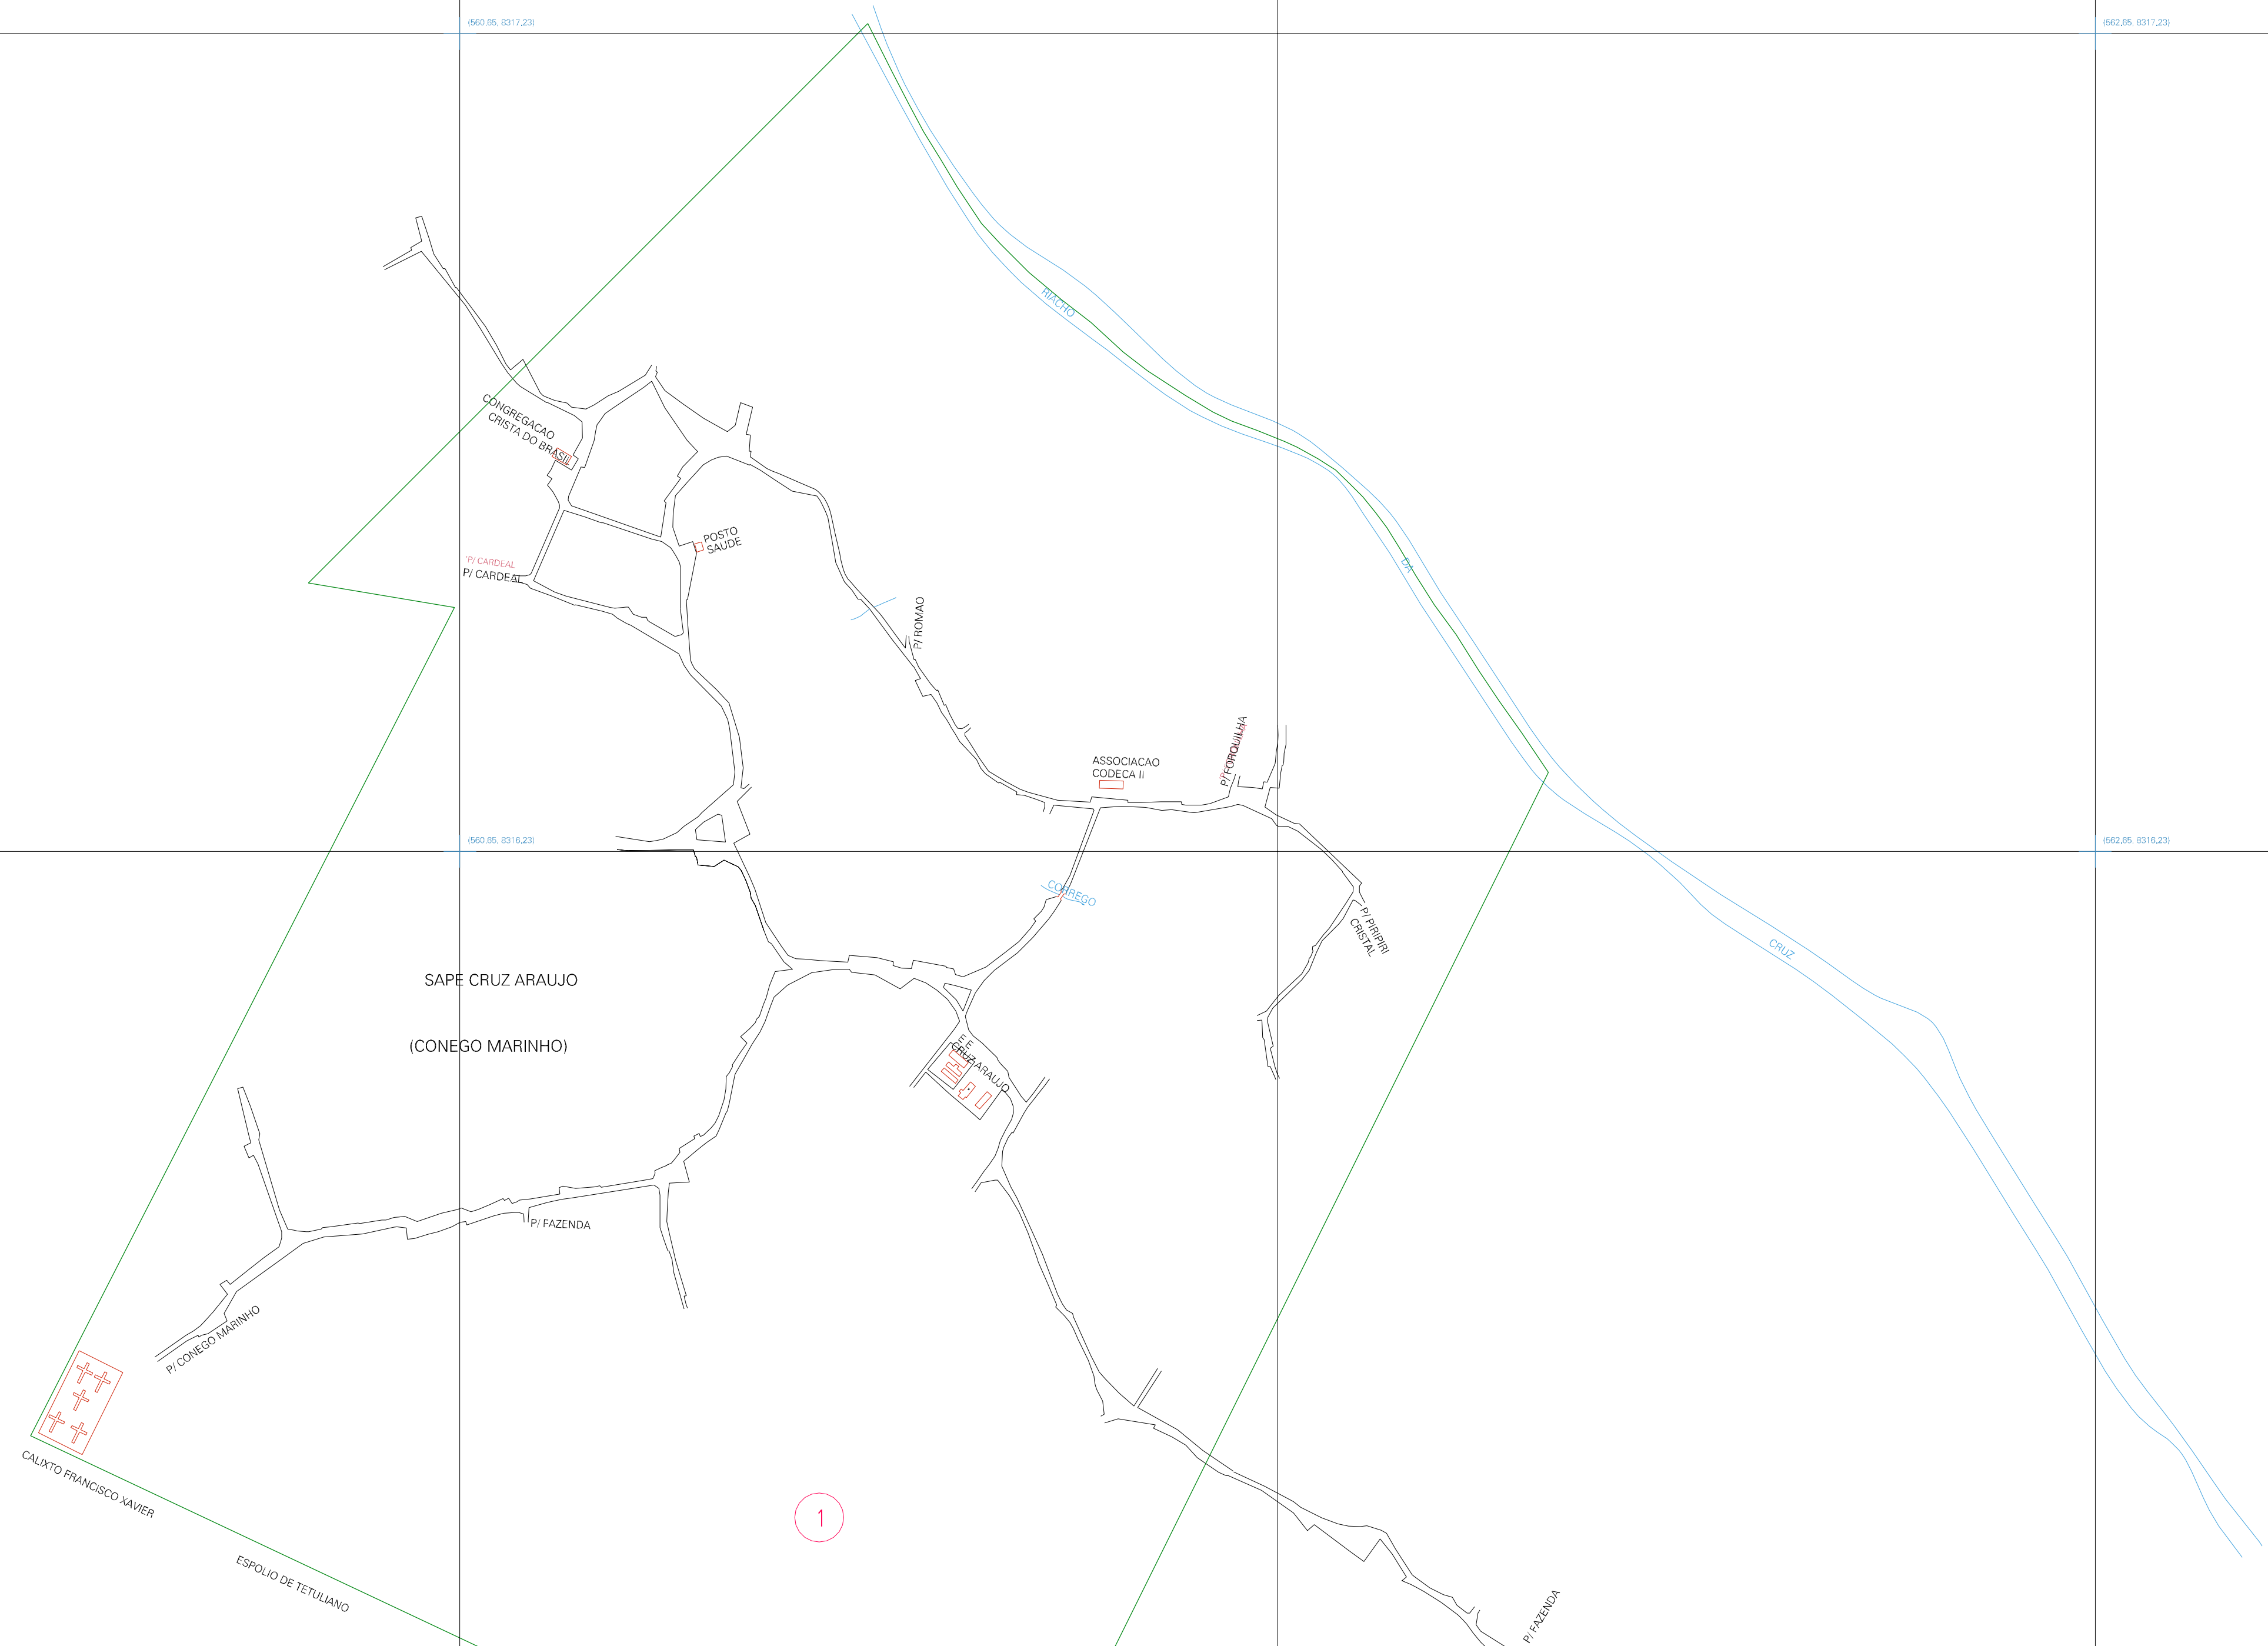 (560,65, 8317,23)
(562,65, 8317,23)
RIACHO
CONGREGACAO
CRISTA DO BRASIL
POSTO
SAUDE
'P/ CARDEAL
P/ CARDEAL
DA
P/ ROMAO
P/ FORQUILHA
ASSOCIACAO
CODECA II
(560,65, 8316,23)
(562,65, 8316,23)
CORREGO
P/ PIRIPIRI
CRISTAL
CRUZ
SAPE CRUZ ARAUJO
(CONEGO MARINHO)
E.E
CRUZ ARAUJO
P/ FAZENDA
P/ CONEGO MARINHO
CALIXTO FRANCISCO XAVIER
1
ESPOLIO DE TETULIANO
P/ FAZENDA